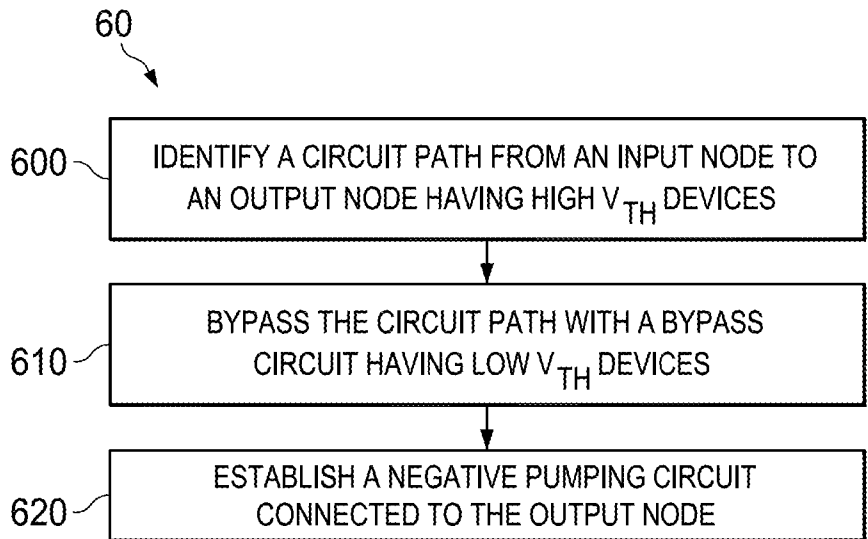 60
600
IDENTIFY A CIRCUIT PATH FROM AN INPUT NODE TO
AN OUTPUT NODE HAVING HIGH VTH DEVICES
610
BYPASS THE CIRCUIT PATH WITH A BYPASS
CIRCUIT HAVING LOW VTH DEVICES
620
ESTABLISH A NEGATIVE PUMPING CIRCUIT
CONNECTED TO THE OUTPUT NODE